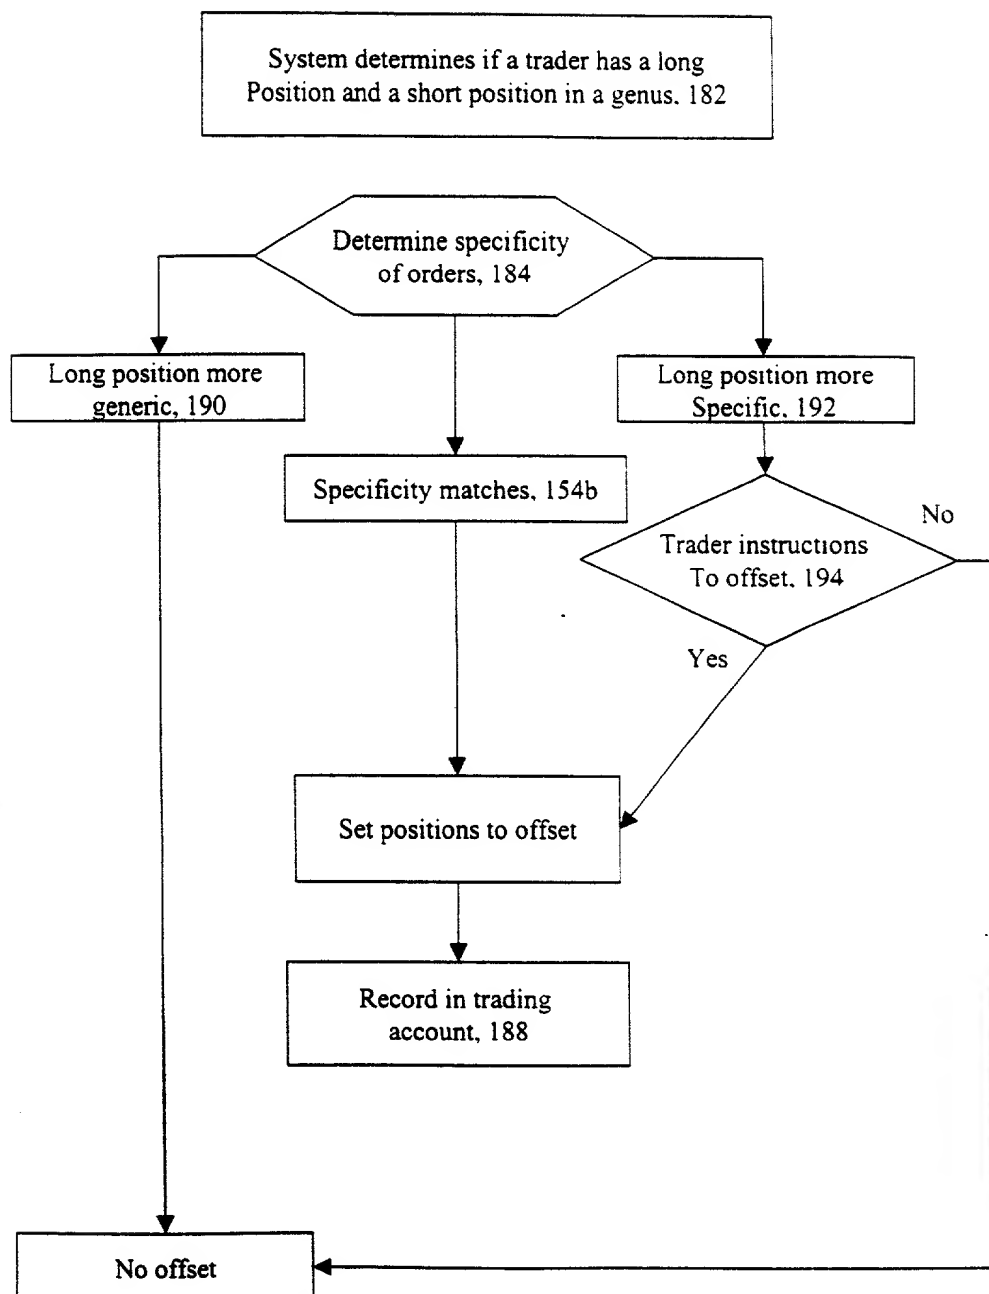 System determines if a trader has a long
Position and a short position in a genus. 182
Determine specificity
of orders, 184
Long position more
generic, 190
Long position more
Specific. 192
Specificity matches, 154b
No
Trader instructions
To offset. 194
Yes
Set positions to offset
Record in trading
account, 188
No offset